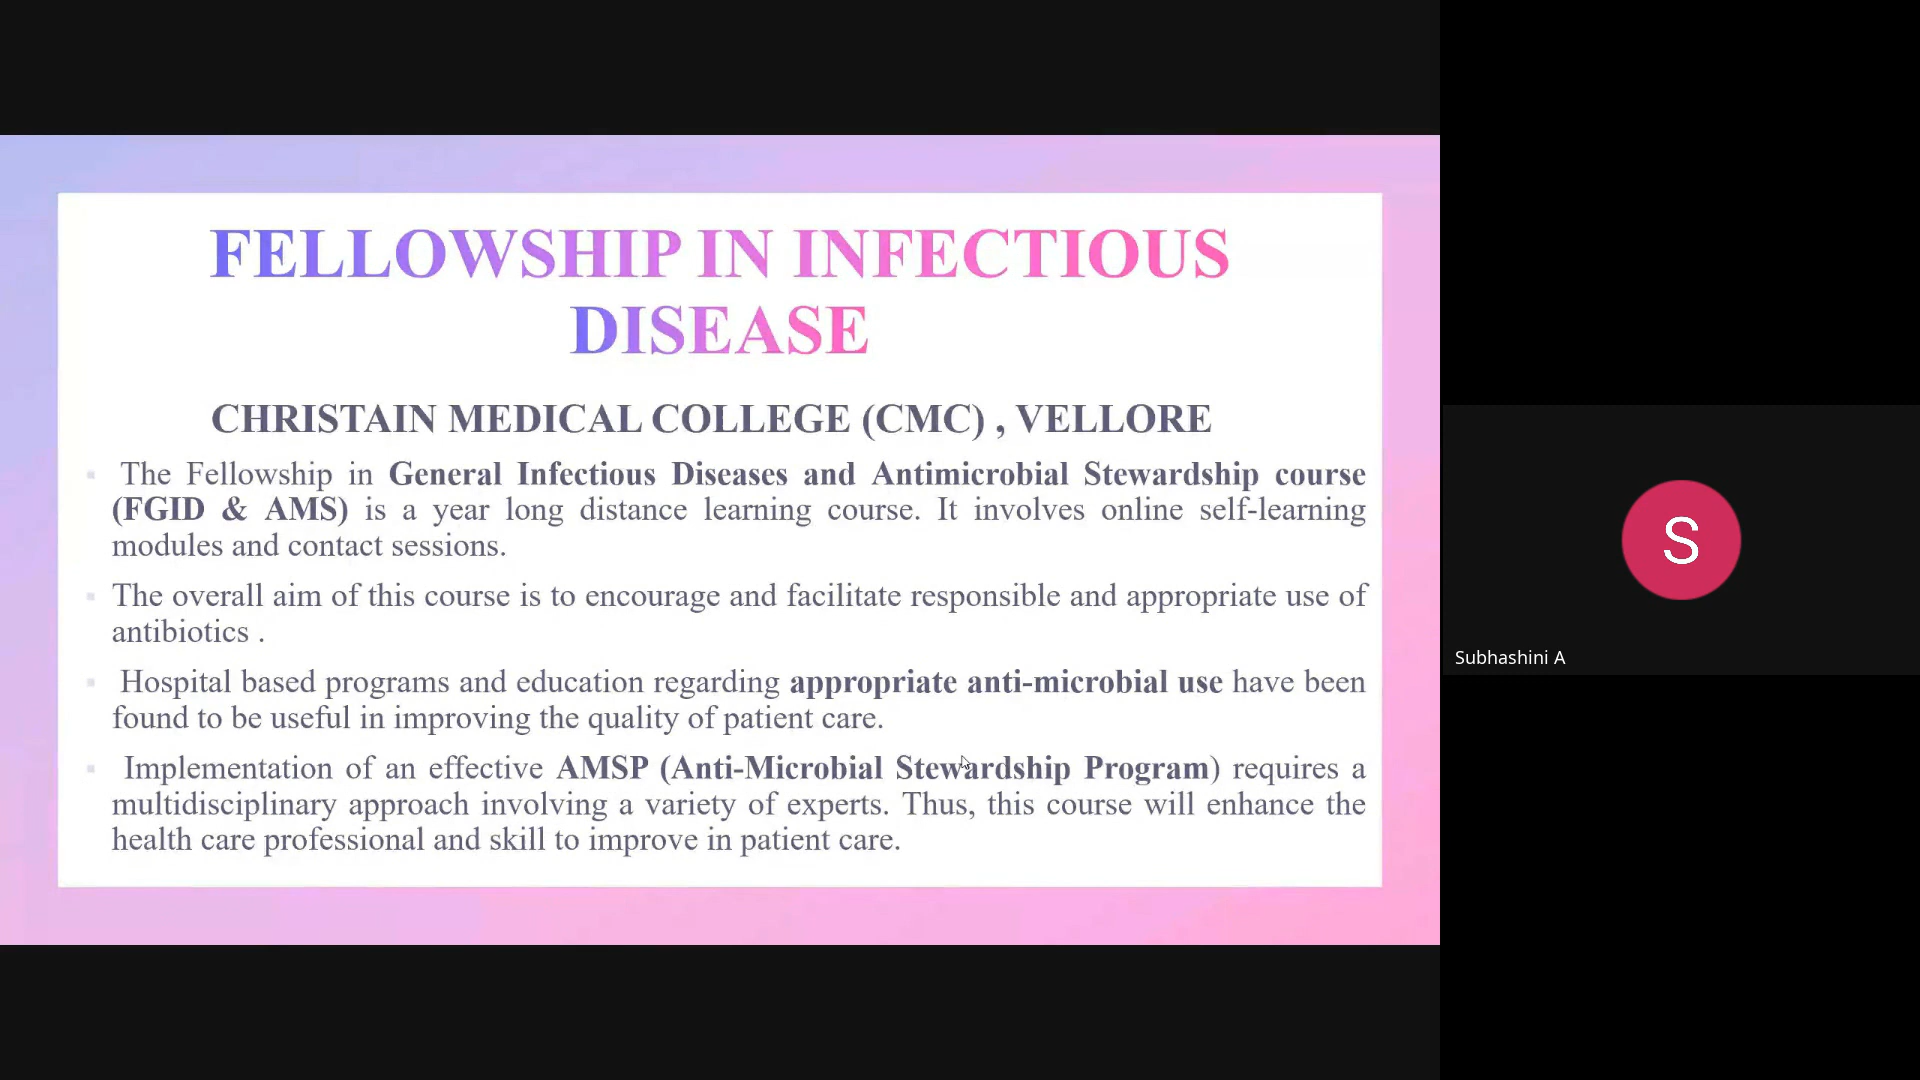 FELLOWSHIP IN INFECTIOUS
DISEASE
CHRISTAIN MEDICAL COLLEGE (CMC) , VELLORE
The Fellowship in General Infectious Diseases and Antimicrobial Stewardship course
(FGID & AMS) is a year long distance learning course. It involves online self-learning
modules and contact sessions.
The overall aim of this course is to encourage and facilitate responsible and appropriate use of
antibiotics .
Hospital based programs and education regarding appropriate anti-microbial use have been
found to be useful in improving the quality of patient care.
Implementation of an effective AMSP (Anti-Microbial Stewardship Program) requires a
multidisciplinary approach involving a variety of experts. Thus, this course will enhance the
health care professional and skill to improve in patient care.
S
Subhashini A